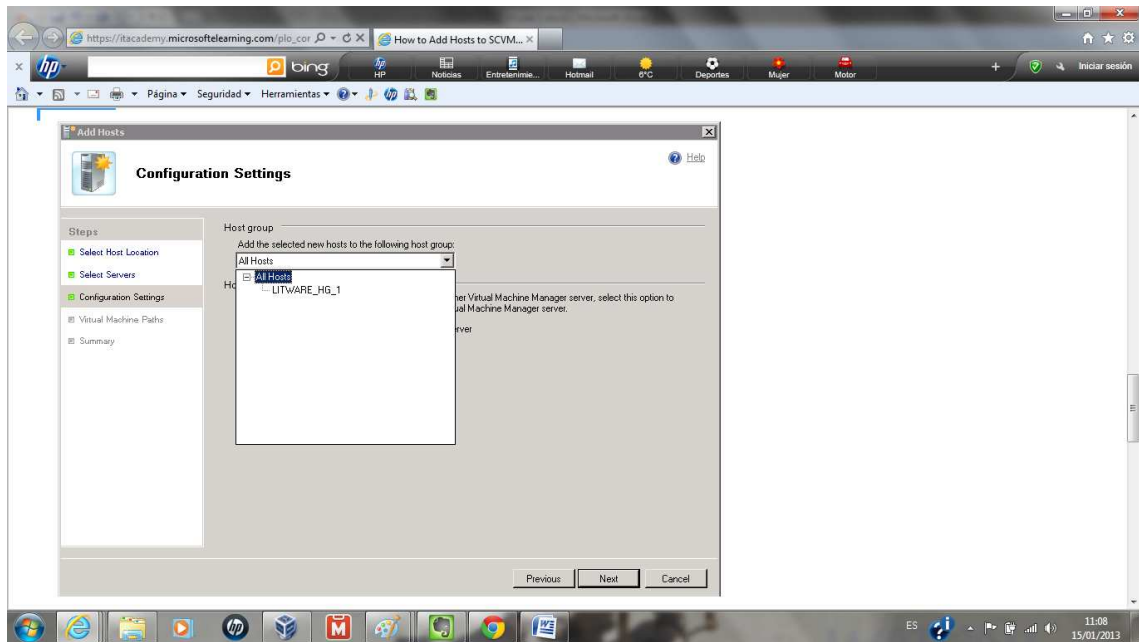 https://itacademy.microsoftelearning.com/plo_cor
How to Add Hosts to SCVM...
hp
bing
HP
Noticias
Entretenimie...
Hotmail
6°C
Deportes
Mujer
Motor
Iniciar sesión
Página
Seguridad
Herramientas
Add Hosts
Configuration Settings
Help
Steps
Select Host Location
Select Servers
Configuration Settings
Virtual Machine Paths
Summary
Host group
Add the selected new hosts to the following host group:
All Hosts
All Hosts
LITWARE_HG_1
Ho
her Virtual Machine Manager server, select this option to
ual Machine Manager server.
erver
Previous
Next
Cancel
ES
11:08
15/01/2013